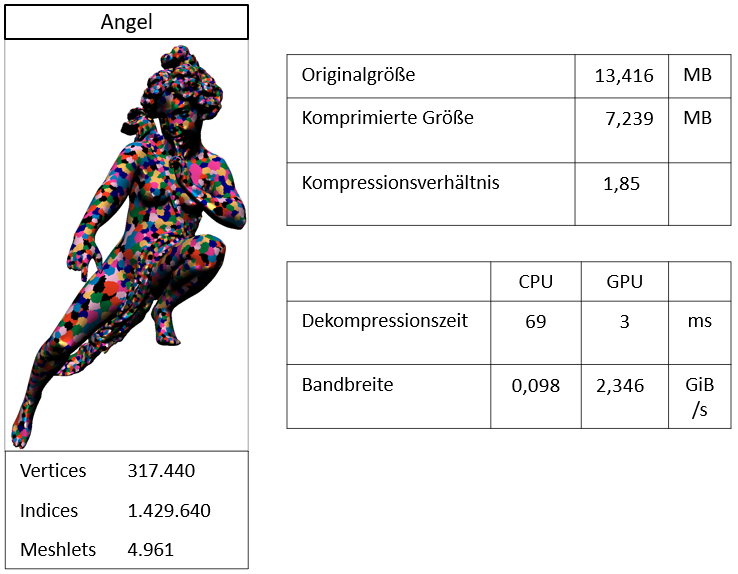 Angel
Vertices 317.440
Indices 1.429.640
Meshlets 4.961
Originalgröße 13,416 MB
Komprimierte Größe 7,239 MB
Kompressionsverhältnis 1,85
CPU GPU
Dekompressionszeit 69 3 ms
Bandbreite 0,098 2,346 GiB
/s